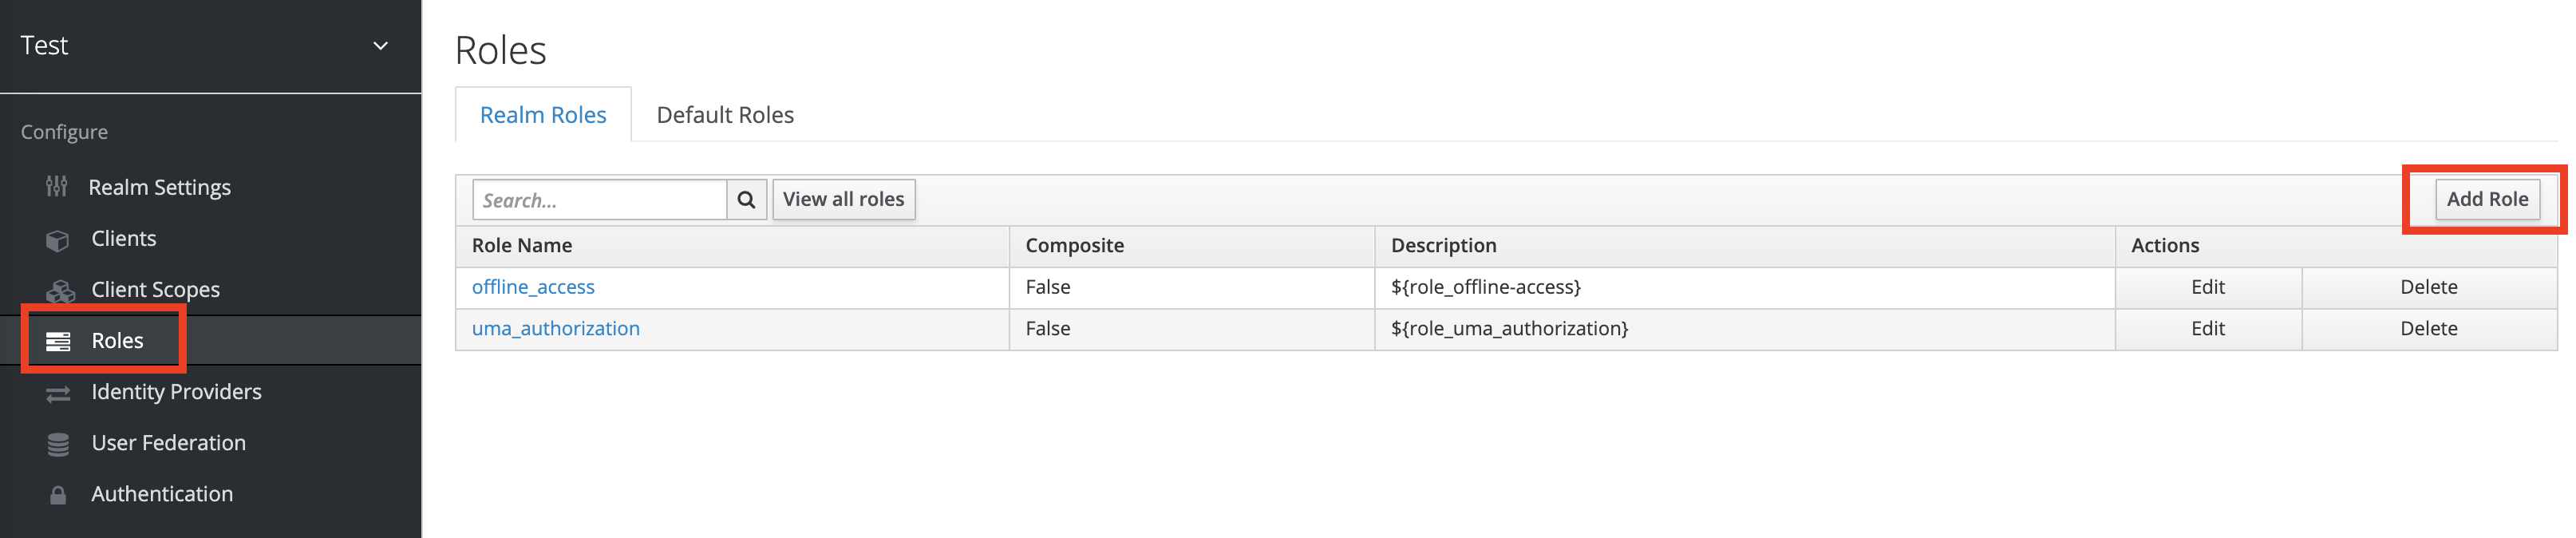 Test
Configure
Realm Settings
Clients
Client Scopes
Roles
Identity Providers
User Federation
Authentication
Roles
Realm Roles Default Roles
Search... View all roles Add Role
Role Name Composite Description Actions
offline_access False ${role_offline-access} Edit Delete
uma_authorization False ${role_uma_authorization} Edit Delete